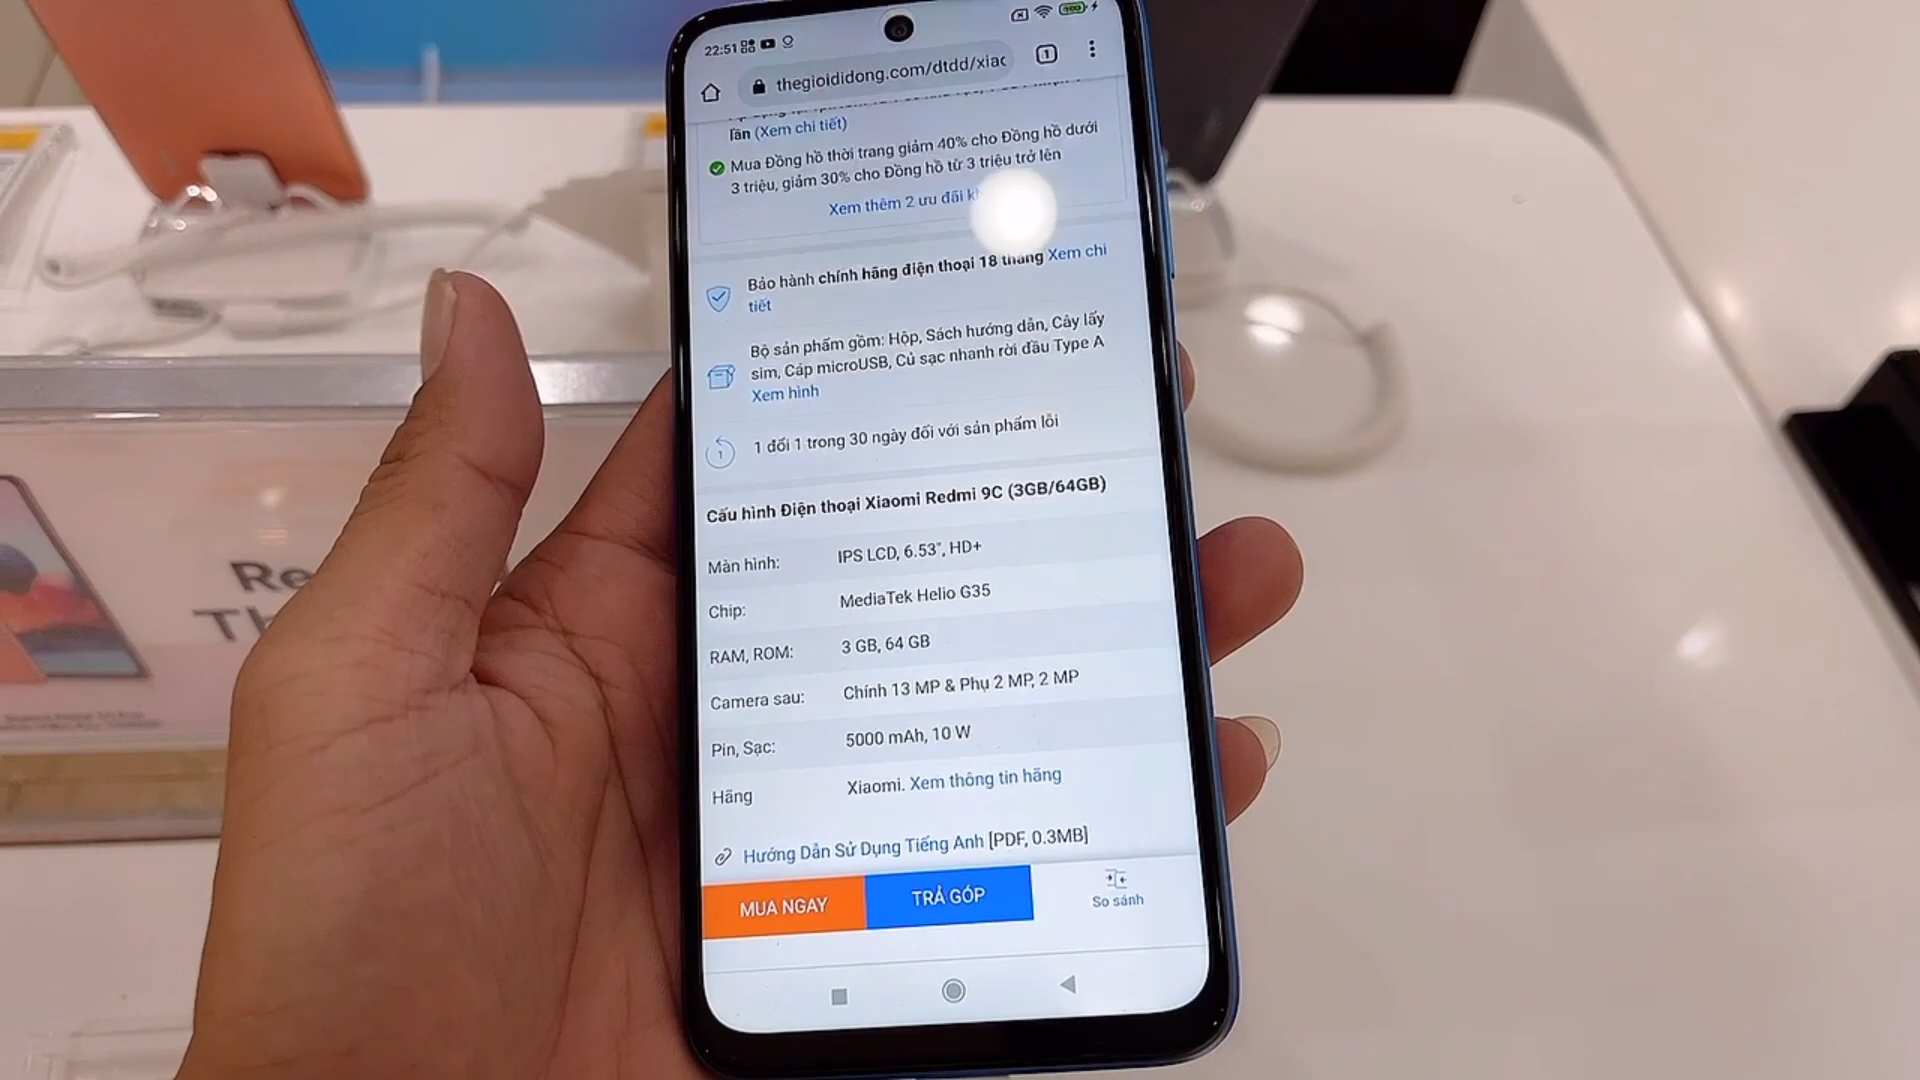 22:51
100
thegioididong.com/dtdd/xiac
1
lần (Xem chi tiết)
Mua Đồng hồ thời trang giảm 40% cho Đồng hồ dưới
3 triệu, giảm 30% cho Đồng hồ từ 3 triệu trở lên
Xem thêm 2 ưu đãi
Bảo hành chính hãng điện thoại 18 tháng Xem chi
tiết
Bộ sản phẩm gồm: Hộp, Sách hướng dẫn, Cây lấy
sim, Cáp microUSB, Củ sạc nhanh rời đầu Type A
Xem hình
1 đổi 1 trong 30 ngày đối với sản phẩm lỗi
Cấu hình Điện thoại Xiaomi Redmi 9C (3GB/64GB)
Màn hình: IPS LCD, 6.53", HD+
Chip: MediaTek Helio G35
RAM, ROM: 3 GB, 64 GB
Camera sau: Chính 13 MP & Phụ 2 MP, 2 MP
Pin, Sạc: 5000 mAh, 10 W
Hãng Xiaomi. Xem thông tin hãng
Hướng Dẫn Sử Dụng Tiếng Anh [PDF, 0.3MB]
MUA NGAY TRẢ GÓP So sánh
Re
Th